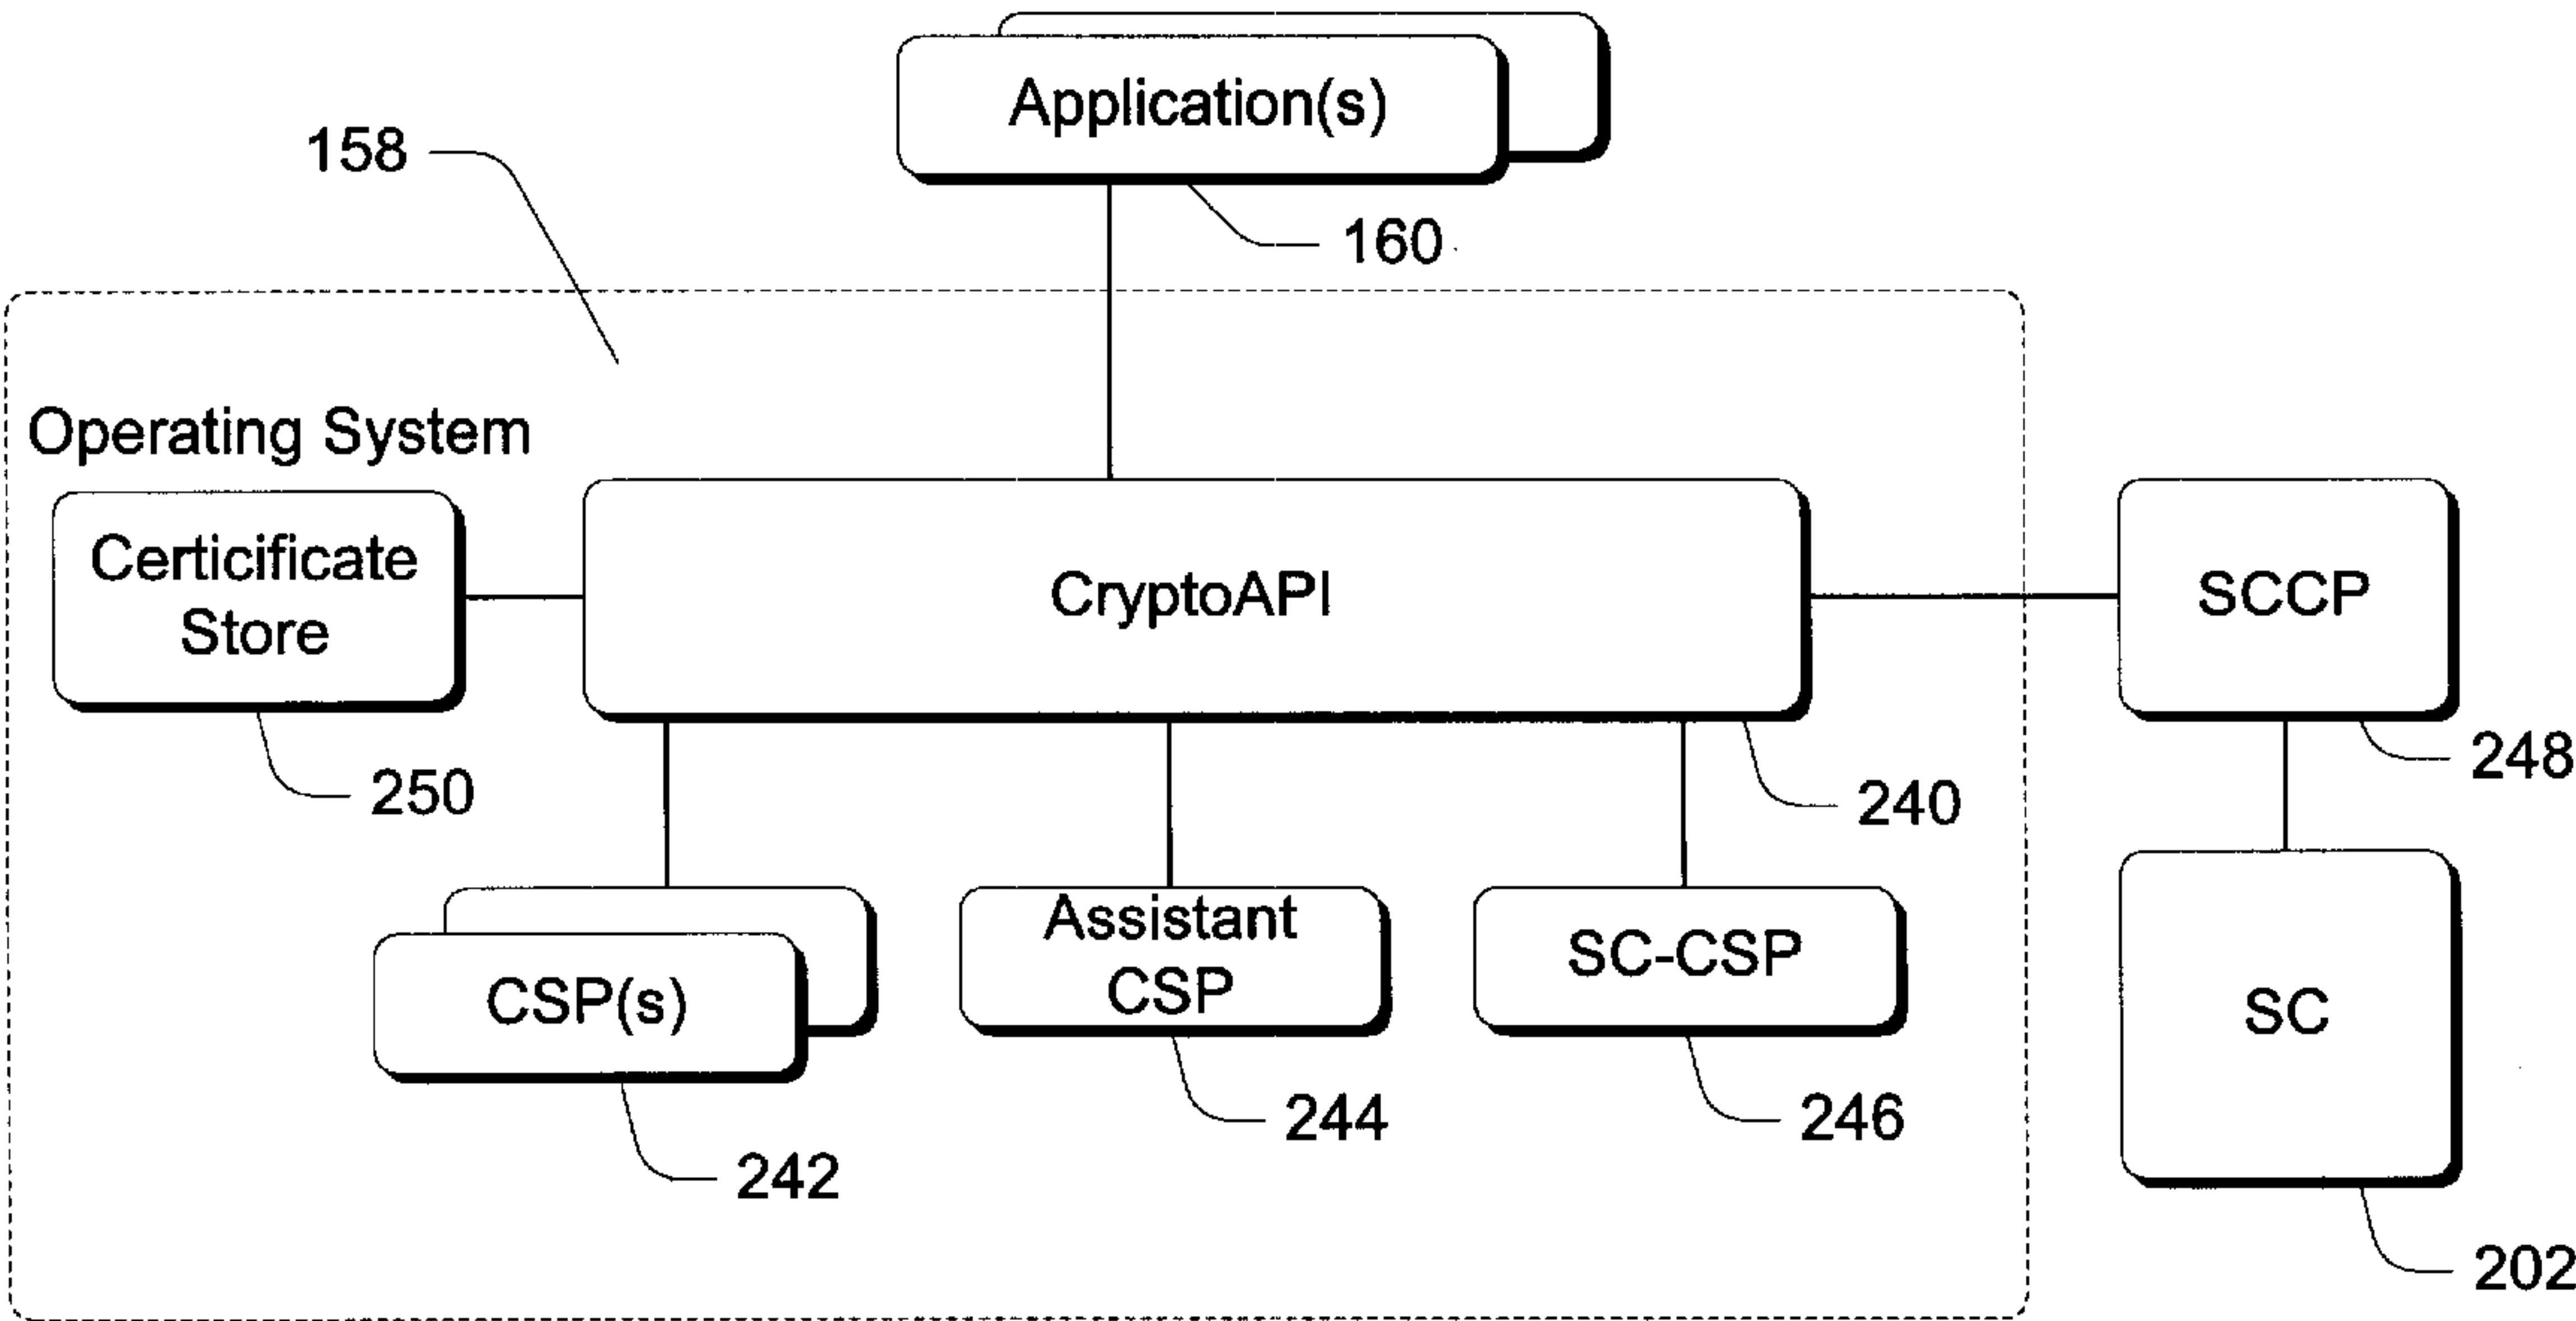 Application(s)
158
160
Operating System
Certicificate
Store
CryptoAPI
SCCP
250
240
248
CSP(s)
Assistant
CSP
SC-CSP
SC
242
244
246
202